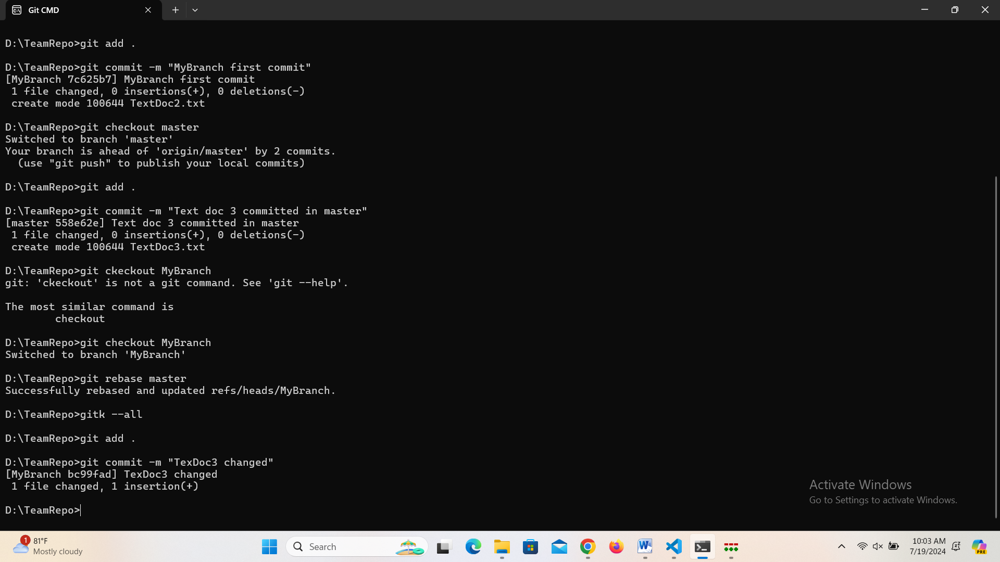 Git CMD
D:\TeamRepo>git add .
D:\TeamRepo>git commit -m "MyBranch first commit"
[MyBranch 7c625b7] MyBranch first commit
1 file changed, 0 insertions(+), 0 deletions(-)
create mode 100644 TextDoc2.txt
D:\TeamRepo>git checkout master
Switched to branch 'master'
Your branch is ahead of 'origin/master' by 2 commits.
(use "git push" to publish your local commits)
D:\TeamRepo>git add .
D:\TeamRepo>git commit -m "Text doc 3 committed in master"
[master 558e62e] Text doc 3 committed in master
1 file changed, 0 insertions(+), 0 deletions(-)
create mode 100644 TextDoc3.txt
D:\TeamRepo>git ckeckout MyBranch
git: 'ckeckout' is not a git command. See 'git --help'.
The most similar command is
checkout
D:\TeamRepo>git checkout MyBranch
Switched to branch 'MyBranch'
D:\TeamRepo>git rebase master
Successfully rebased and updated refs/heads/MyBranch.
D:\TeamRepo>gitk --all
D:\TeamRepo>git add .
D:\TeamRepo>git commit -m "TexDoc3 changed"
[MyBranch bc99fad] TexDoc3 changed
1 file changed, 1 insertion(+)
D:\TeamRepo>
Activate Windows
Go to Settings to activate Windows.
1
81°F
Mostly cloudy
Search
W
10:03 AM
7/19/2024
PRE